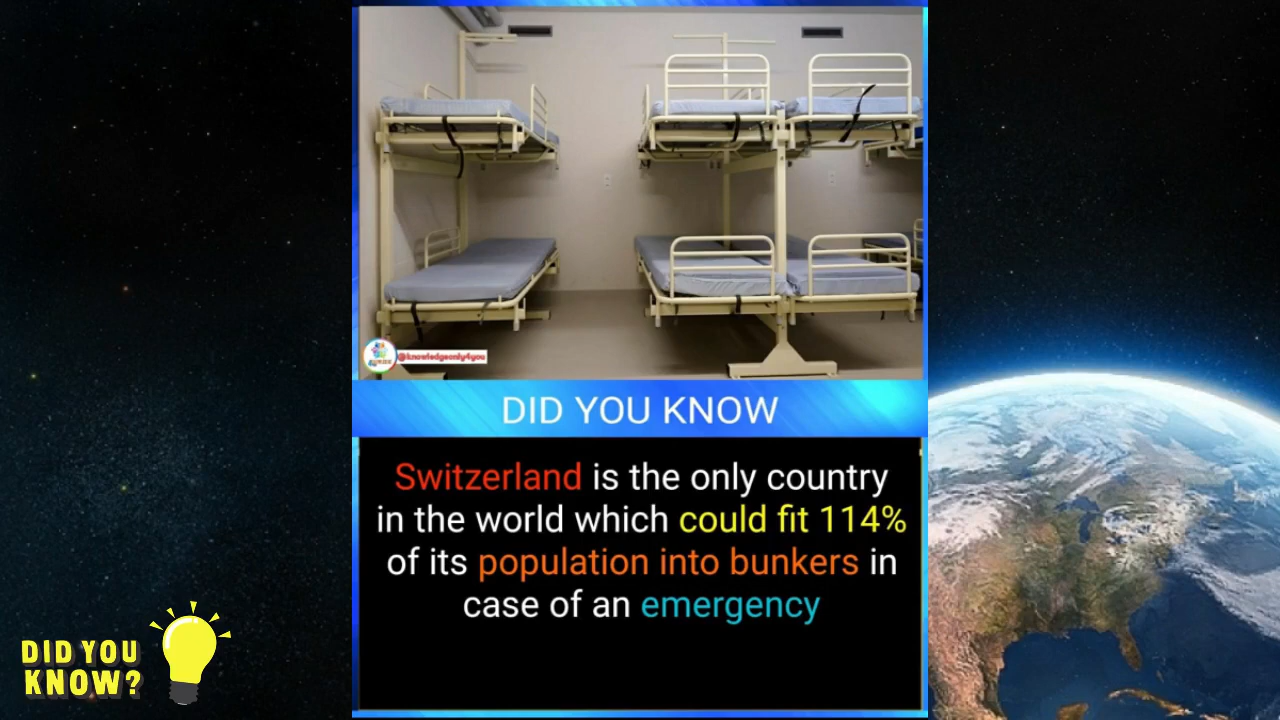 @knowledgeonly4you
DID YOU KNOW
Switzerland is the only country
in the world which could fit 114%
of its population into bunkers in
case of an emergency
DID YOU
KNOW?